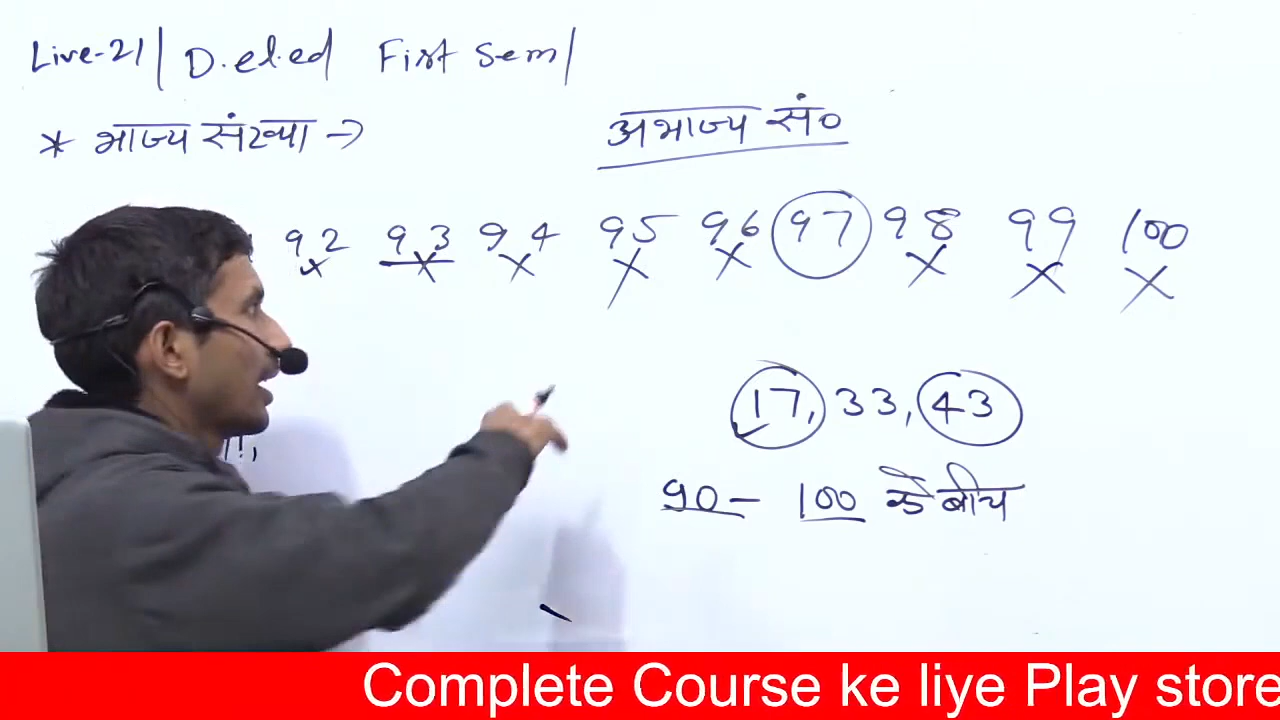 Live-21 | D.el.ed First Sem |
* भाज्य संख्या →
अभाज्य सं०
92 93 94 95 96 97 98 99 100
17, 33, 43
90 - 100 के बीच
Complete Course ke liye Play store